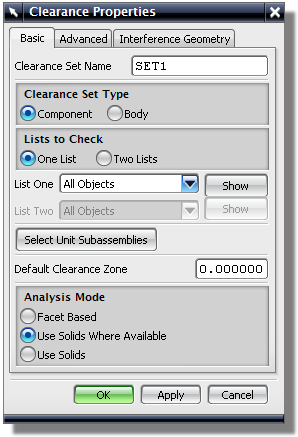 Clearance Properties
Basic Advanced Interference Geometry
Clearance Set Name SET1
Clearance Set Type
Component Body
Lists to Check
One List Two Lists
List One All Objects Show
List Two All Objects Show
Select Unit Subassemblies
Default Clearance Zone 0.000000
Analysis Mode
Facet Based
Use Solids Where Available
Use Solids
OK Apply Cancel